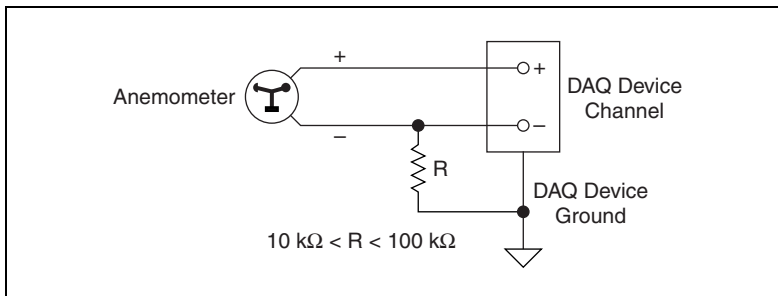 +
+
Anemometer
DAQ Device
Channel
–
–
R
DAQ Device
Ground
10 kΩ < R < 100 kΩ